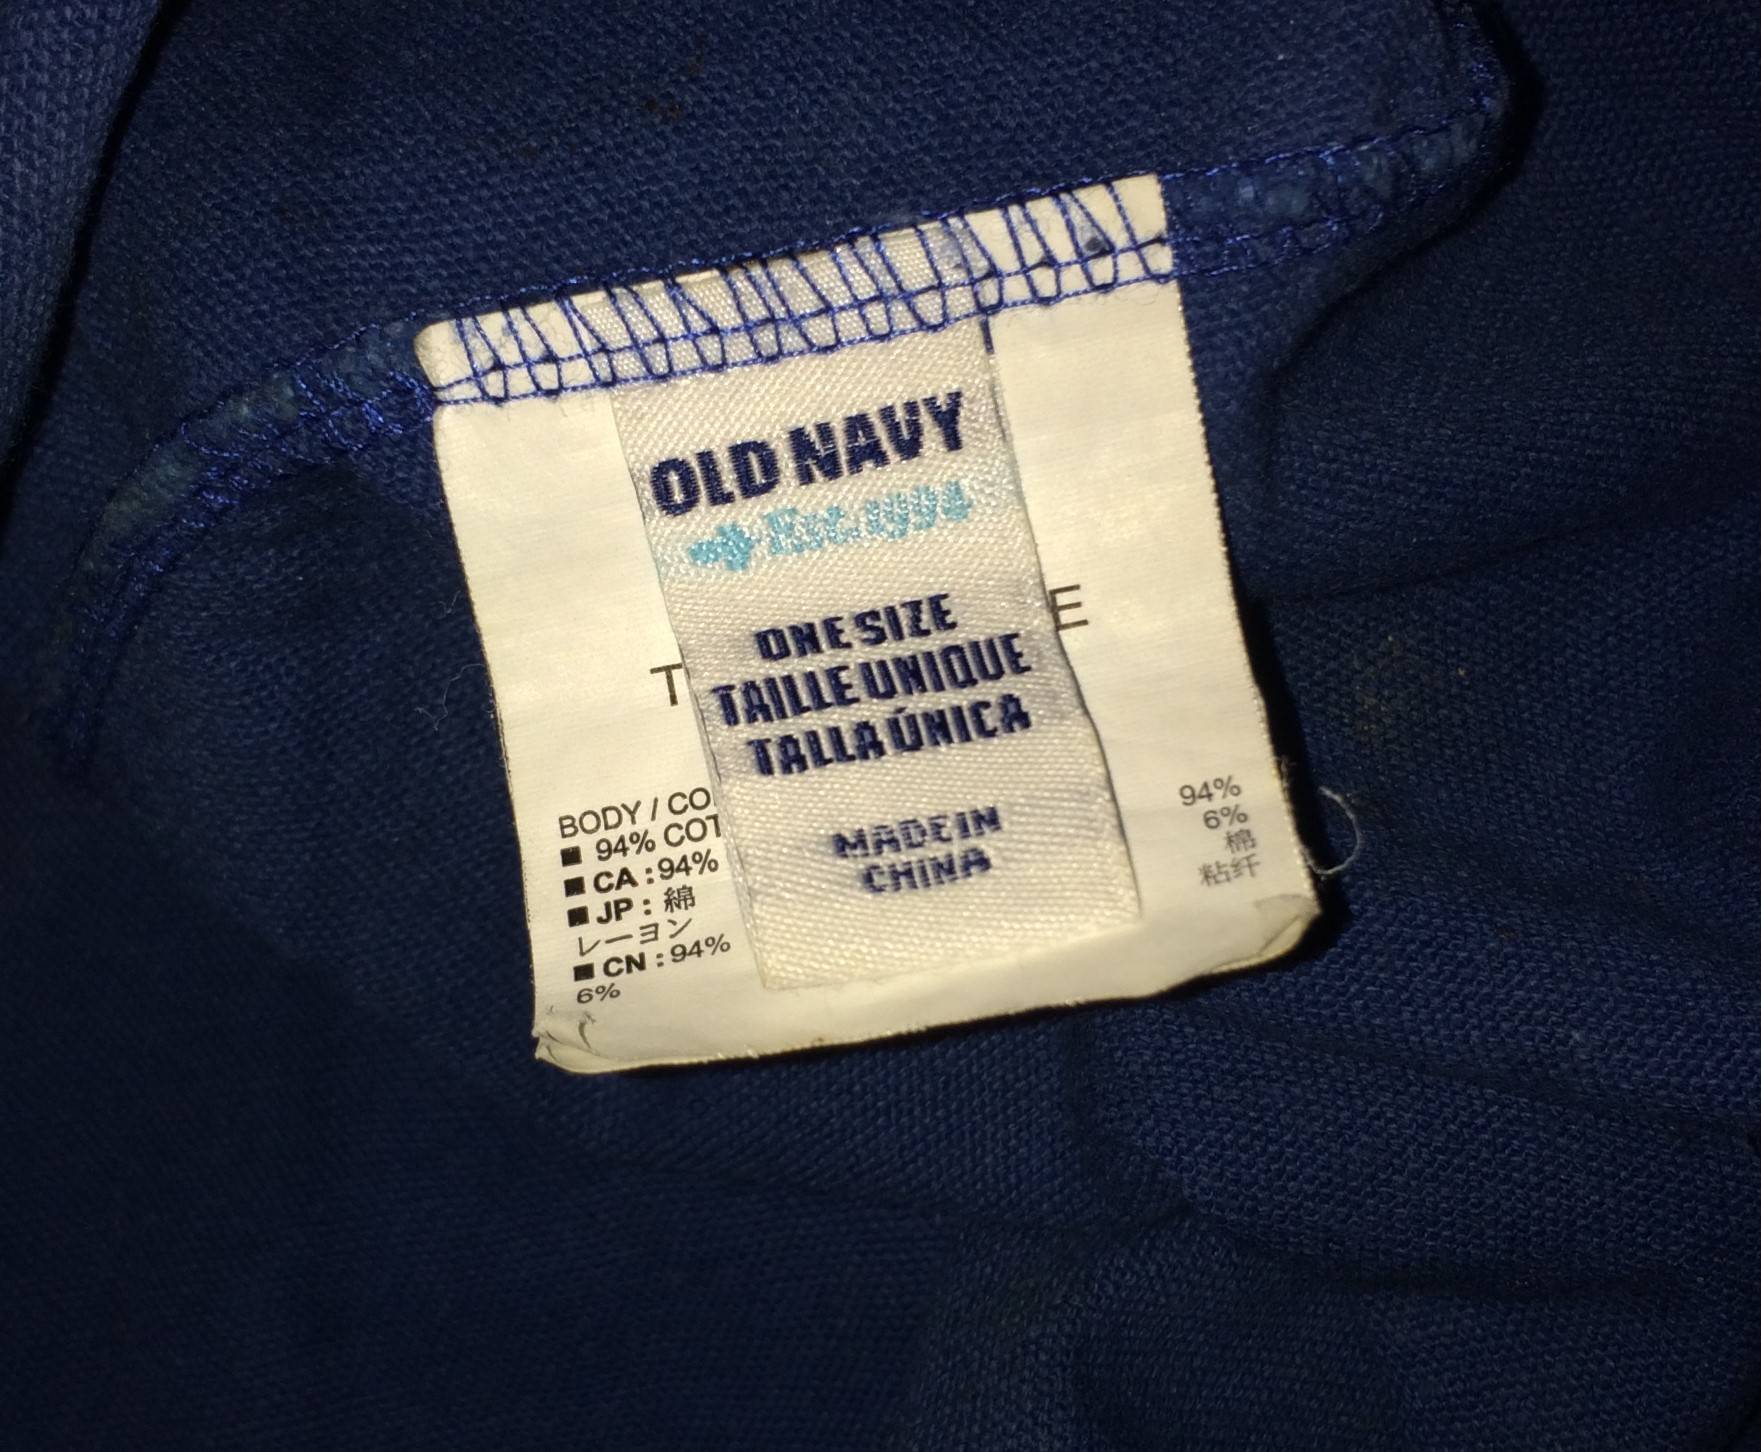 OLD NAVY
Est. 1994
ONE SIZE
TAILLE UNIQUE
TALLA ÚNICA
MADE IN
CHINA
T
E
BODY / CO
■ 94% COT
■ CA : 94%
■ JP : 綿
レーヨン
■ CN : 94%
6%
94%
6%
棉
粘纤